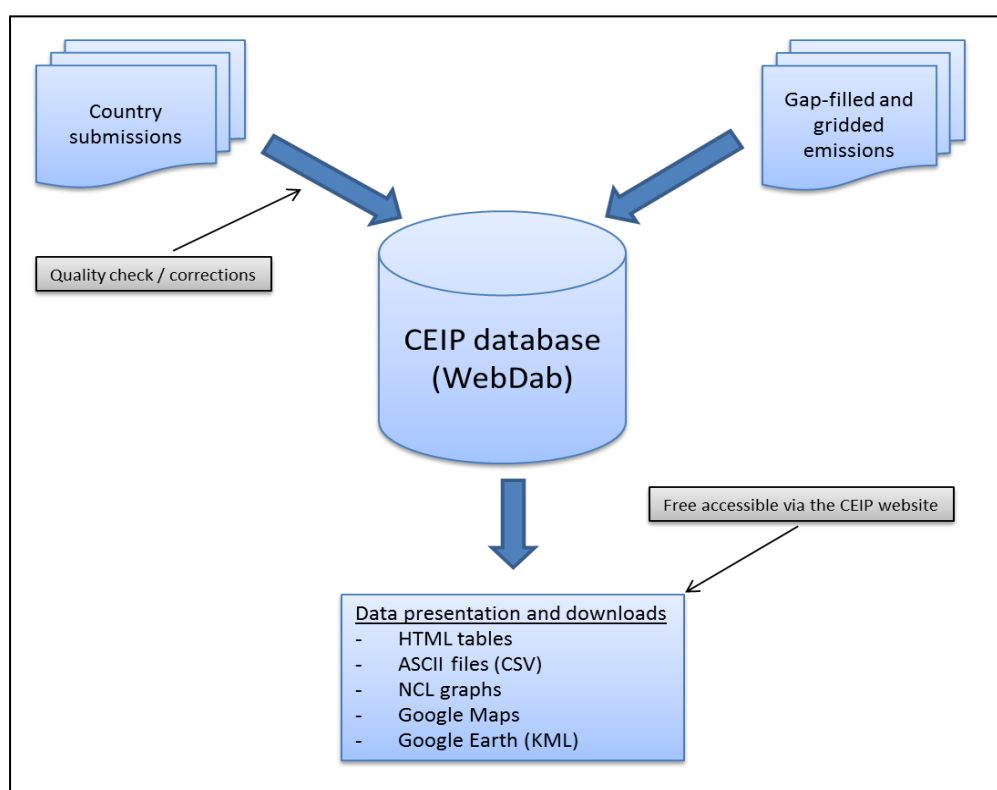 Country
submissions
Gap-filled and
gridded
emissions
Quality check / corrections
CEIP database
(WebDab)
Free accessible via the CEIP website
Data presentation and downloads
- HTML tables
- ASCII files (CSV)
- NCL graphs
- Google Maps
- Google Earth (KML)